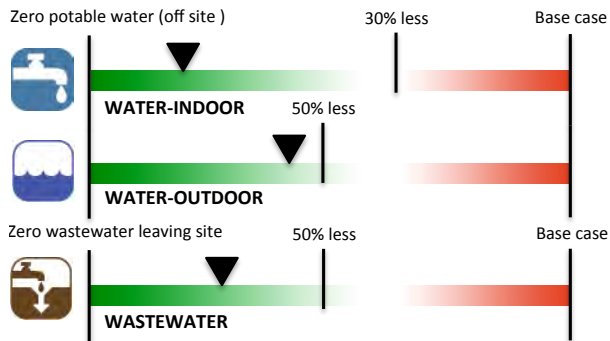 Zero potable water (off site ) 30% less Base case
WATER-INDOOR
50% less
WATER-OUTDOOR
Zero wastewater leaving site 50% less Base case
WASTEWATER